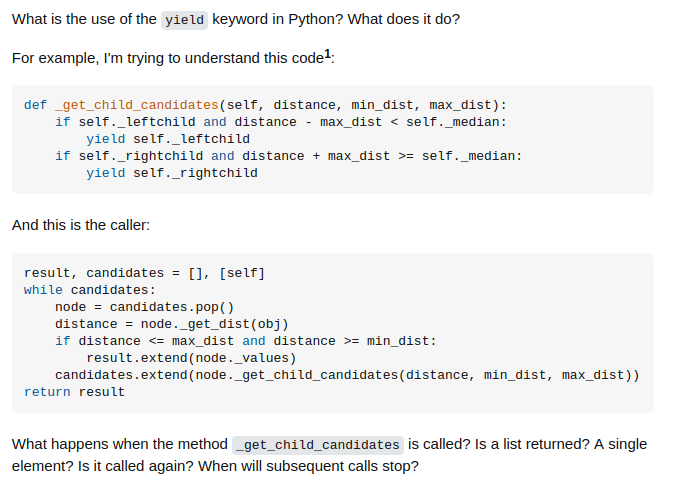 What is the use of the yield keyword in Python? What does it do?
For example, I'm trying to understand this code1:
def _get_child_candidates(self, distance, min_dist, max_dist):
    if self._leftchild and distance - max_dist < self._median:
        yield self._leftchild
    if self._rightchild and distance + max_dist >= self._median:
        yield self._rightchild
And this is the caller:
result, candidates = [], [self]
while candidates:
    node = candidates.pop()
    distance = node._get_dist(obj)
    if distance <= max_dist and distance >= min_dist:
        result.extend(node._values)
    candidates.extend(node._get_child_candidates(distance, min_dist, max_dist))
return result
What happens when the method _get_child_candidates is called? Is a list returned? A single
element? Is it called again? When will subsequent calls stop?